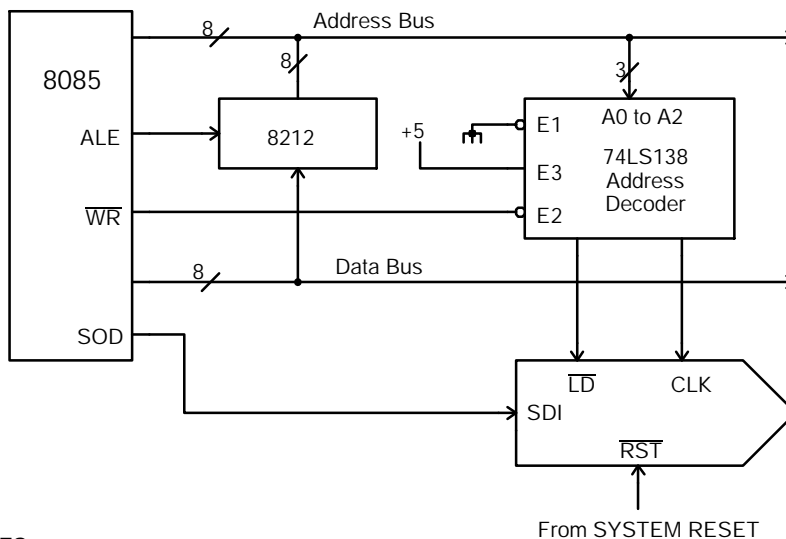 Address Bus
8
8
3
8085
ALE
8212
+5
E1
A0 to A2
E3
74LS138
Address
Decoder
WR
E2
8
Data Bus
SOD
LD
CLK
SDI
RST
From SYSTEM RESET